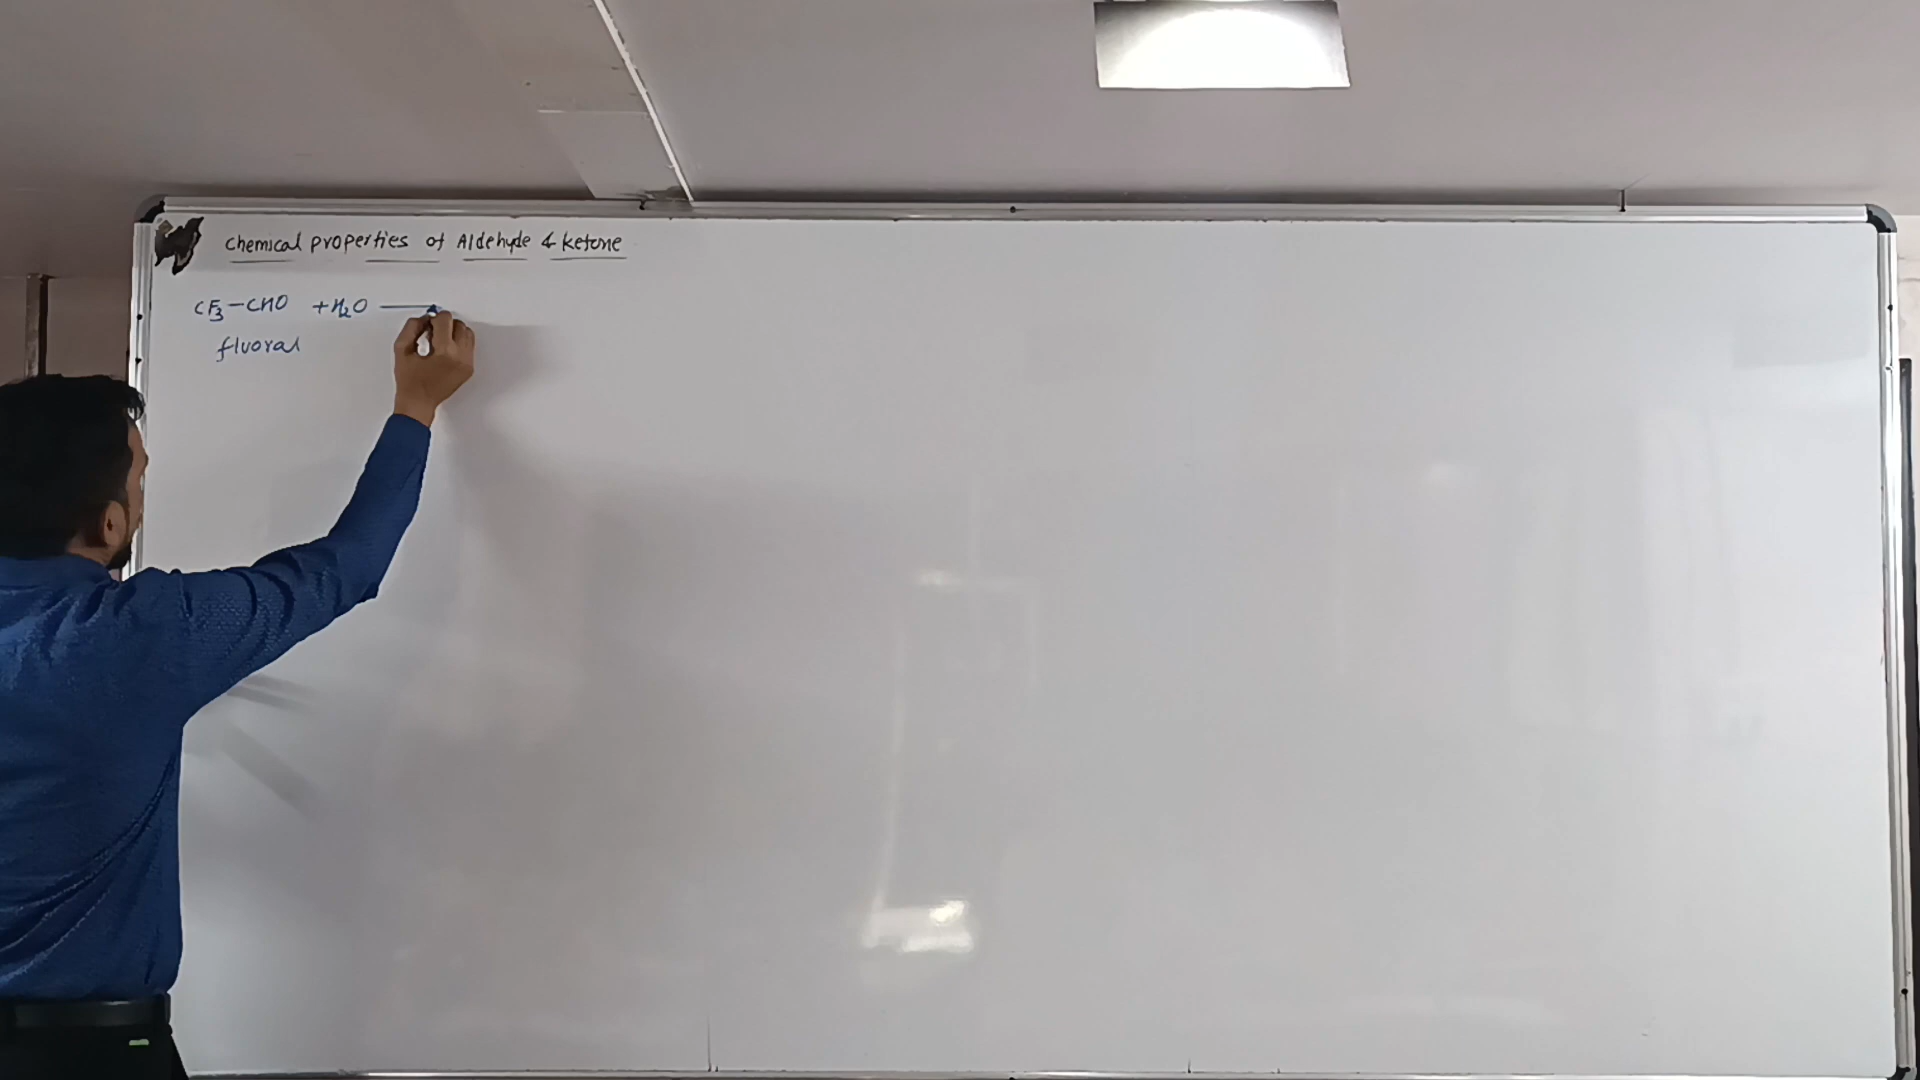 Chemical properties of Aldehyde & ketone
CF₃-CHO + H₂O ⟶
fluoral